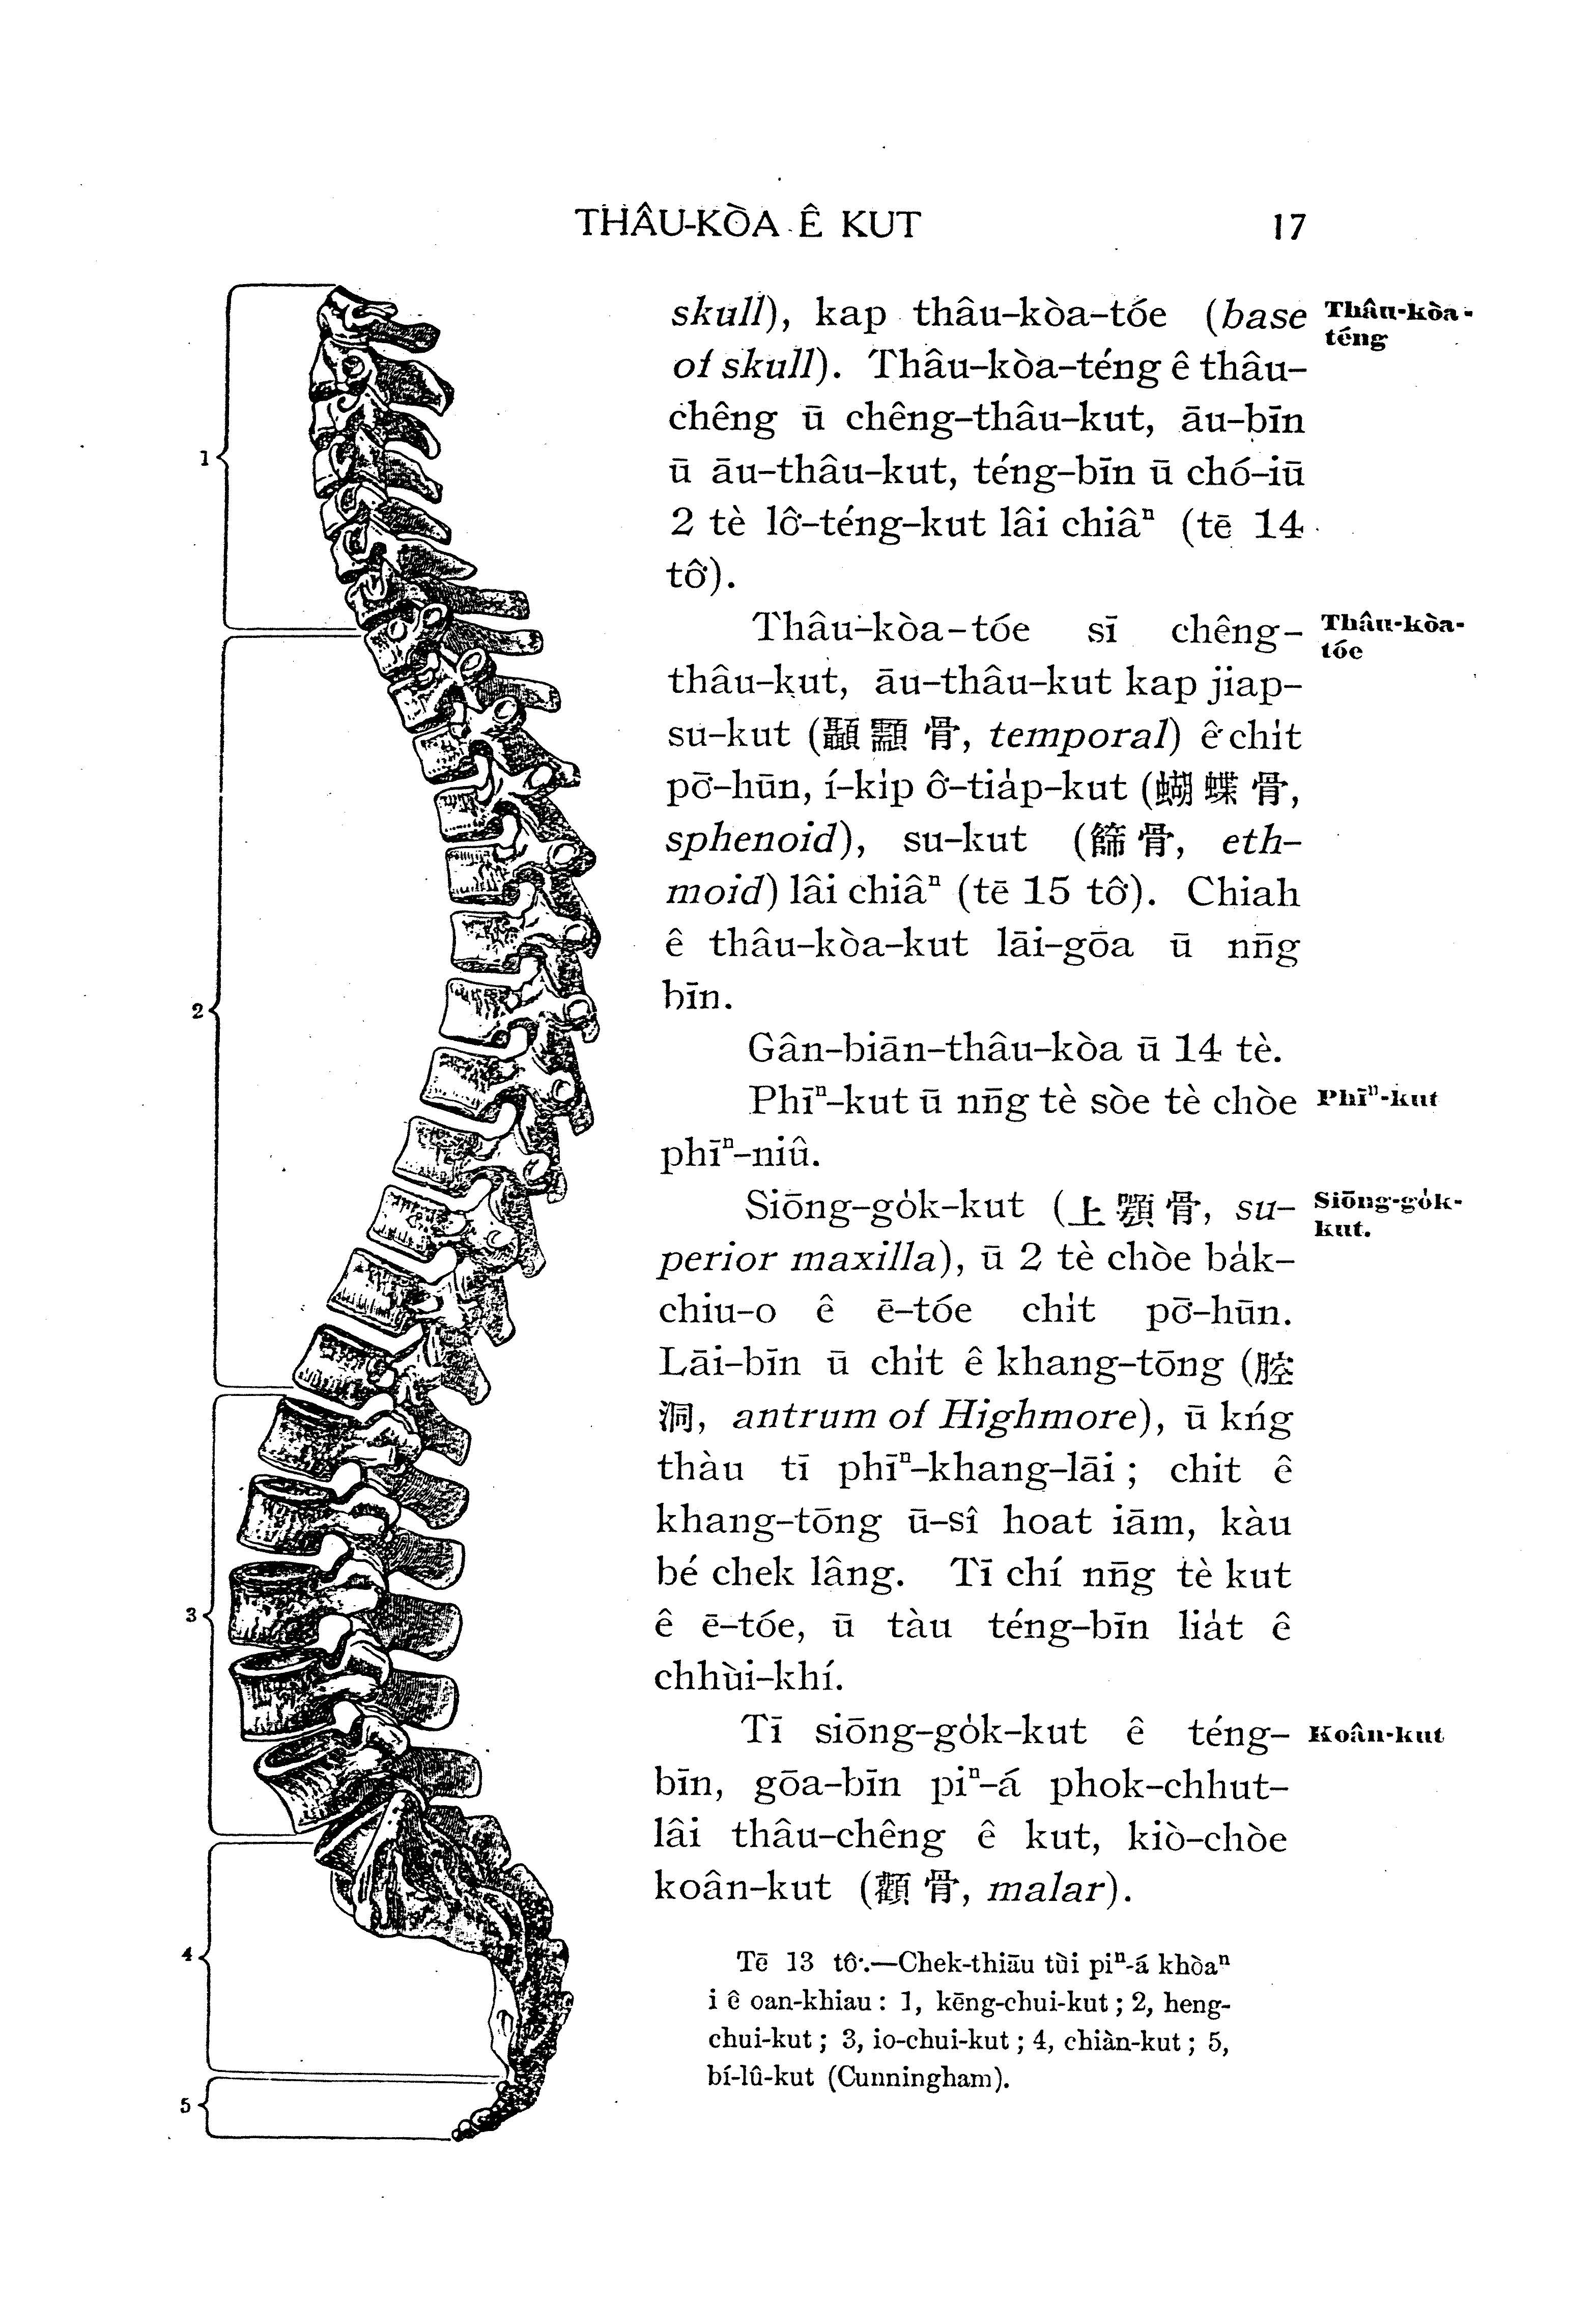 THÂU-KÒA Ê KUT 17
skull), kap thâu-kòa-tóe (base
of skull). Thâu-kòa-téng ê thâu-
chêng ū chêng-thâu-kut, āu-bīn
ū āu-thâu-kut, téng-bīn ū chó-iū
2 tè lô͘-téng-kut lâi chiâⁿ (tē 14
tô͘).
Thâu-kòa-téng
Thâu-kòa-tóe sī chêng-
thâu-kut, āu-thâu-kut kap jiap-
su-kut (顳顬骨, temporal) ê chi̍t
pō͘-hūn, í-ki̍p ô͘-tia̍p-kut (蝴蝶骨,
sphenoid), su-kut (篩骨, eth-
moid) lâi chiâⁿ (tē 15 tô͘). Chiah
ê thâu-kòa-kut lāi-gōa ū nn̄g
bīn.
Thâu-kòa-tóe
Gân-biān-thâu-kòa ū 14 tè.
Phīⁿ-kut ū nn̄g tè sòe tè chòe
phīⁿ-niû.
Phīⁿ-kut
Siōng-go̍k-kut (上顎骨, su-
perior maxilla), ū 2 tè chòe ba̍k-
chiu-o ê ē-tóe chi̍t pō͘-hūn.
Lāi-bīn ū chi̍t ê khang-tōng (腔
洞, antrum of Highmore), ū kńg
thàu tī phīⁿ-khang-lāi; chit ê
khang-tōng ū-sî hoat iām, kàu
bé chek lâng. Tī chí nn̄g tè kut
ê ē-tóe, ū tàu téng-bīn lia̍t ê
chhùi-khí.
Siōng-go̍k-kut.
Tī siōng-go̍k-kut ê téng-
bīn, gōa-bīn piⁿ-á phok-chhut-
lâi thâu-chêng ê kut, kiò-chòe
koân-kut (顴骨, malar).
Koân-kut
Tē 13 tô͘.—Chek-thiāu tùi piⁿ-á khòaⁿ
i ê oan-khiau: 1, kēng-chui-kut; 2, heng-
chui-kut; 3, io-chui-kut; 4, chiàn-kut; 5,
bí-lû-kut (Cunningham).
1
2
3
4
5